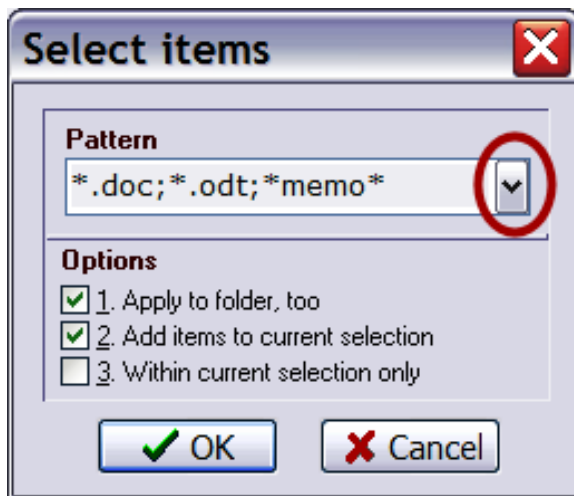 Select items
Pattern
*.doc;*.odt;*memo*
Options
1. Apply to folder, too
2. Add items to current selection
3. Within current selection only
OK
Cancel